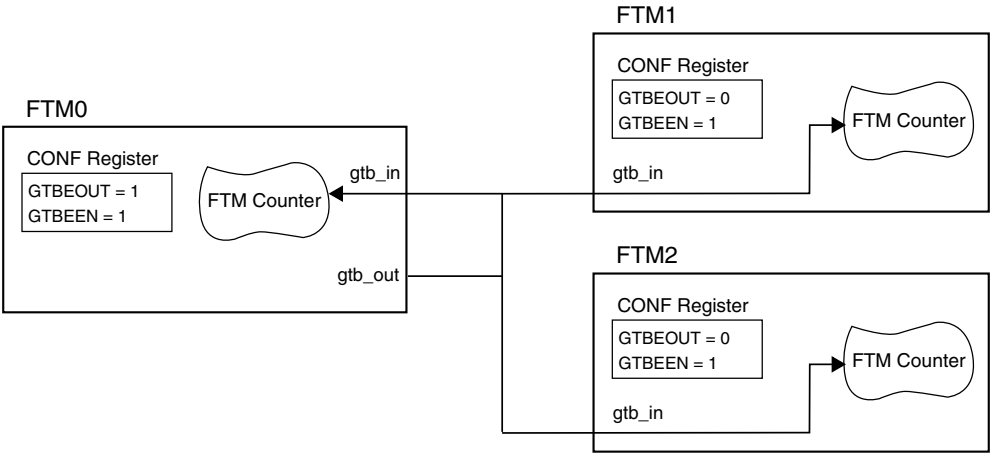 FTM0
CONF Register
GTBEOUT = 1
GTBEEN = 1
FTM Counter
gtb_in
gtb_out
FTM1
CONF Register
GTBEOUT = 0
GTBEEN = 1
FTM Counter
gtb_in
FTM2
CONF Register
GTBEOUT = 0
GTBEEN = 1
FTM Counter
gtb_in